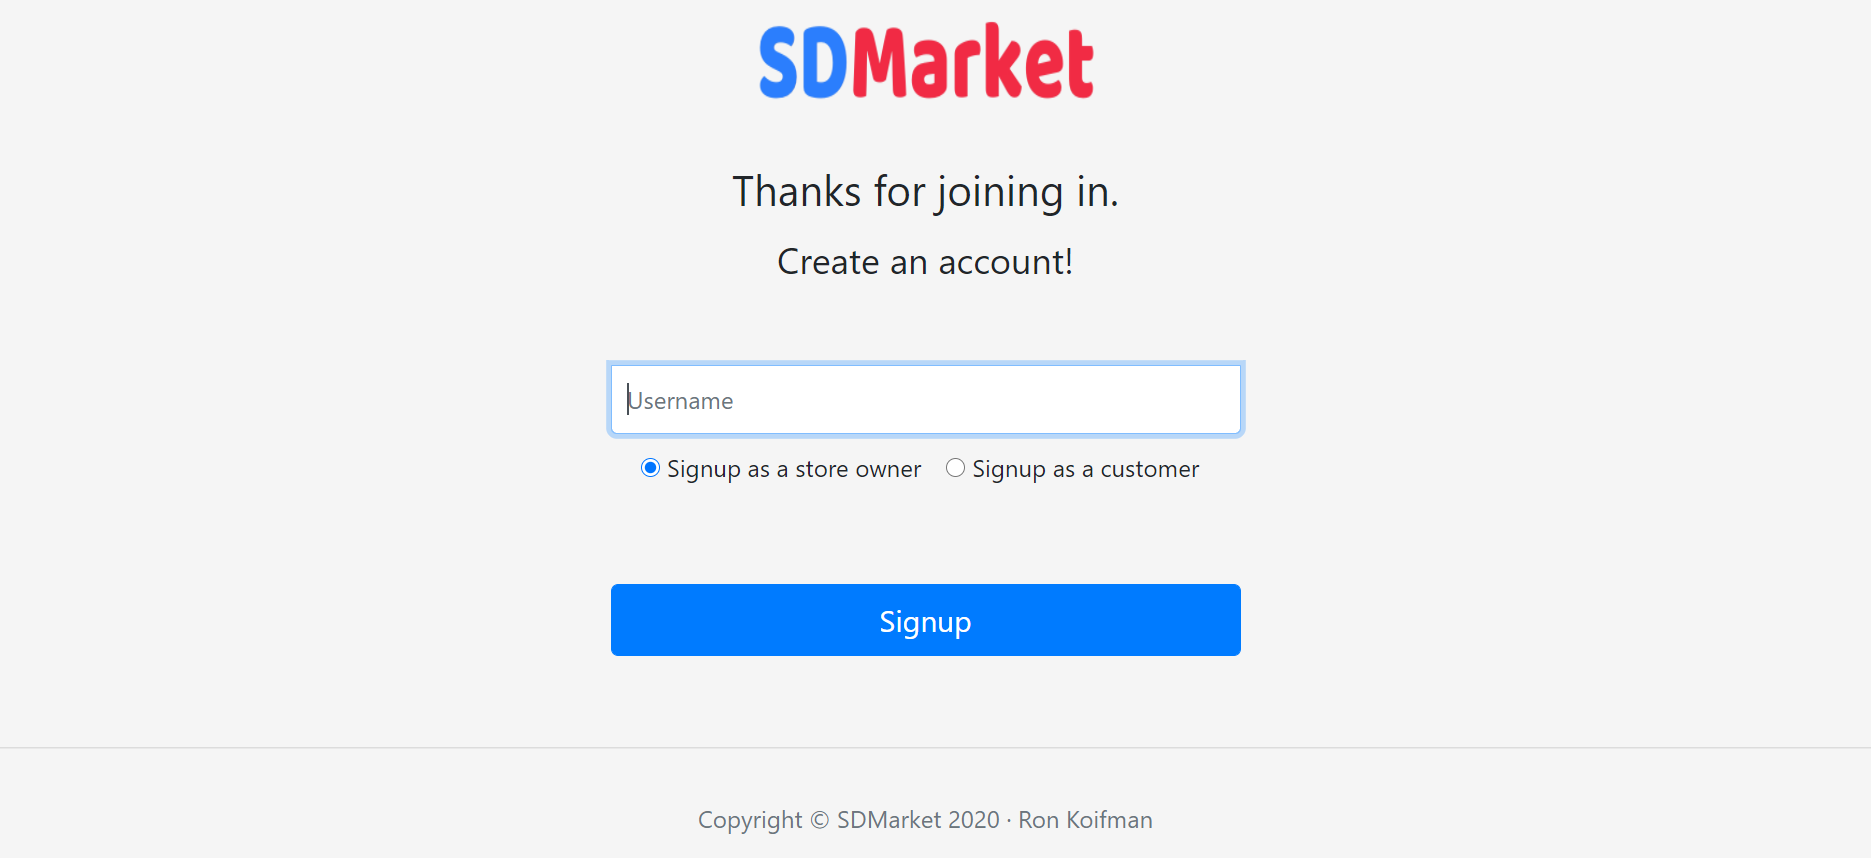 SDMarket
Thanks for joining in.
Create an account!
Username
Signup as a store owner Signup as a customer
Signup
Copyright © SDMarket 2020 · Ron Koifman